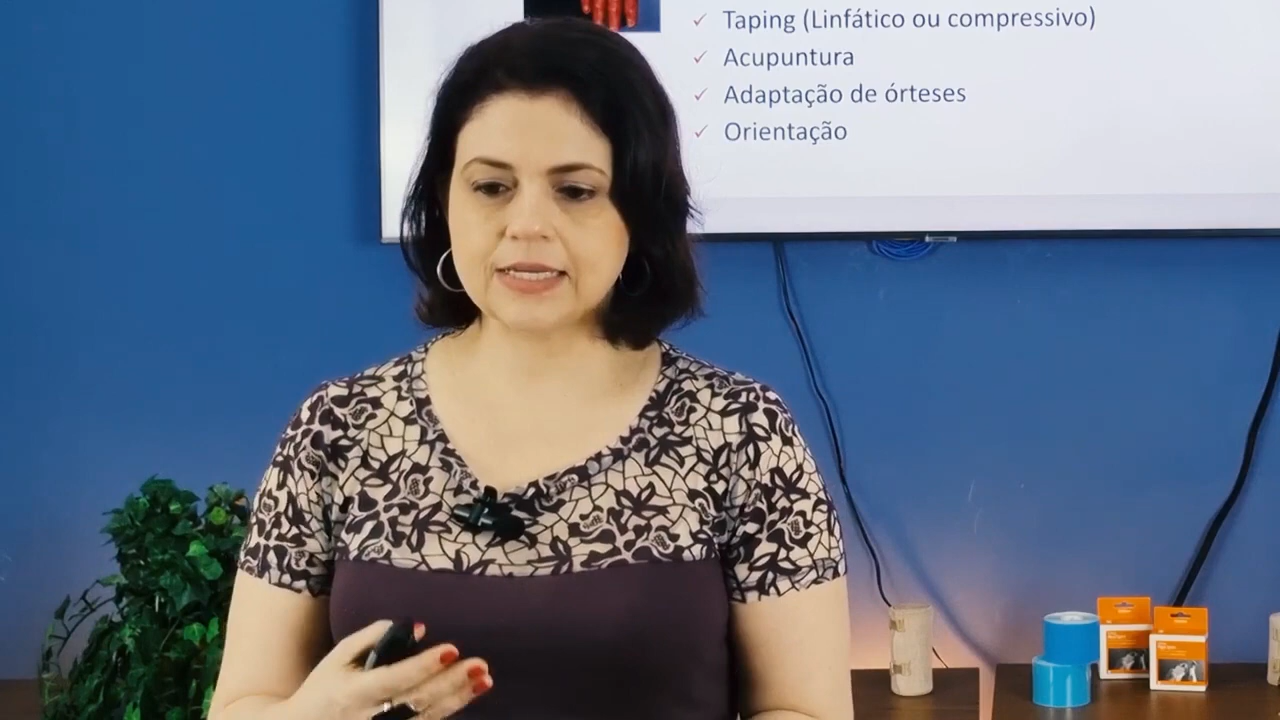 Taping (Linfático ou compressivo)
Acupuntura
Adaptação de órteses
Orientação